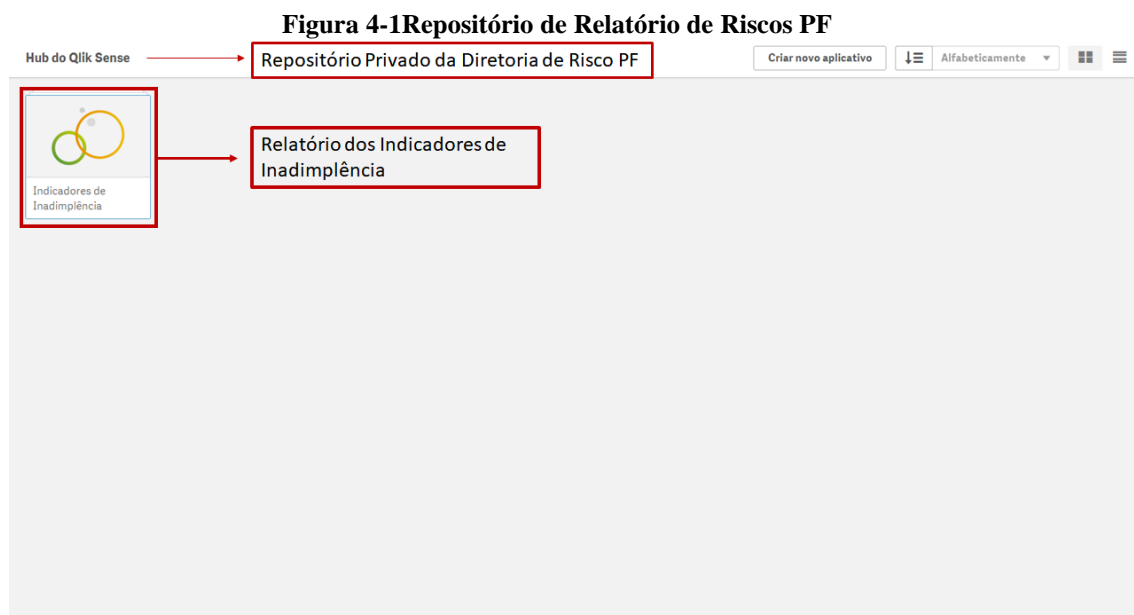 Figura 4-1Repositório de Relatório de Riscos PF
Hub do Qlik Sense
Repositório Privado da Diretoria de Risco PF
Criar novo aplicativo
Alfabeticamente
Relatório dos Indicadores de
Inadimplência
Indicadores de
Inadimplência